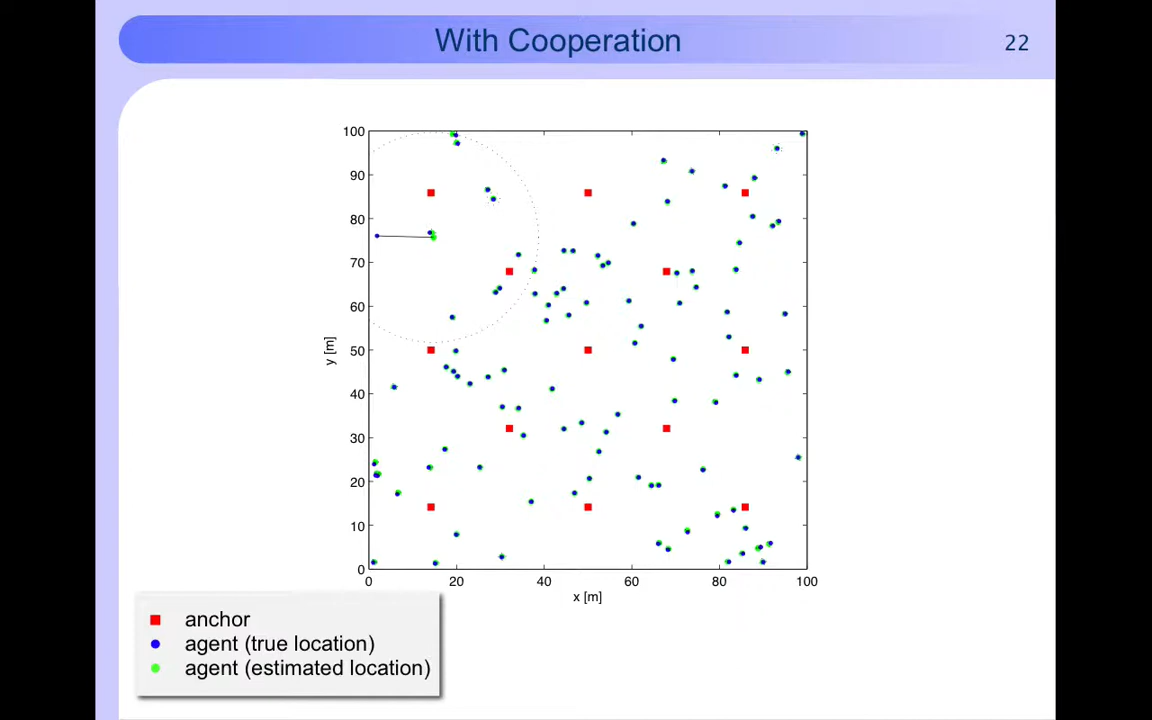 With Cooperation
22
100
90
80
70
60
50
40
30
20
10
0
y [m]
0 20 40 60 80 100
x [m]
anchor
agent (true location)
agent (estimated location)